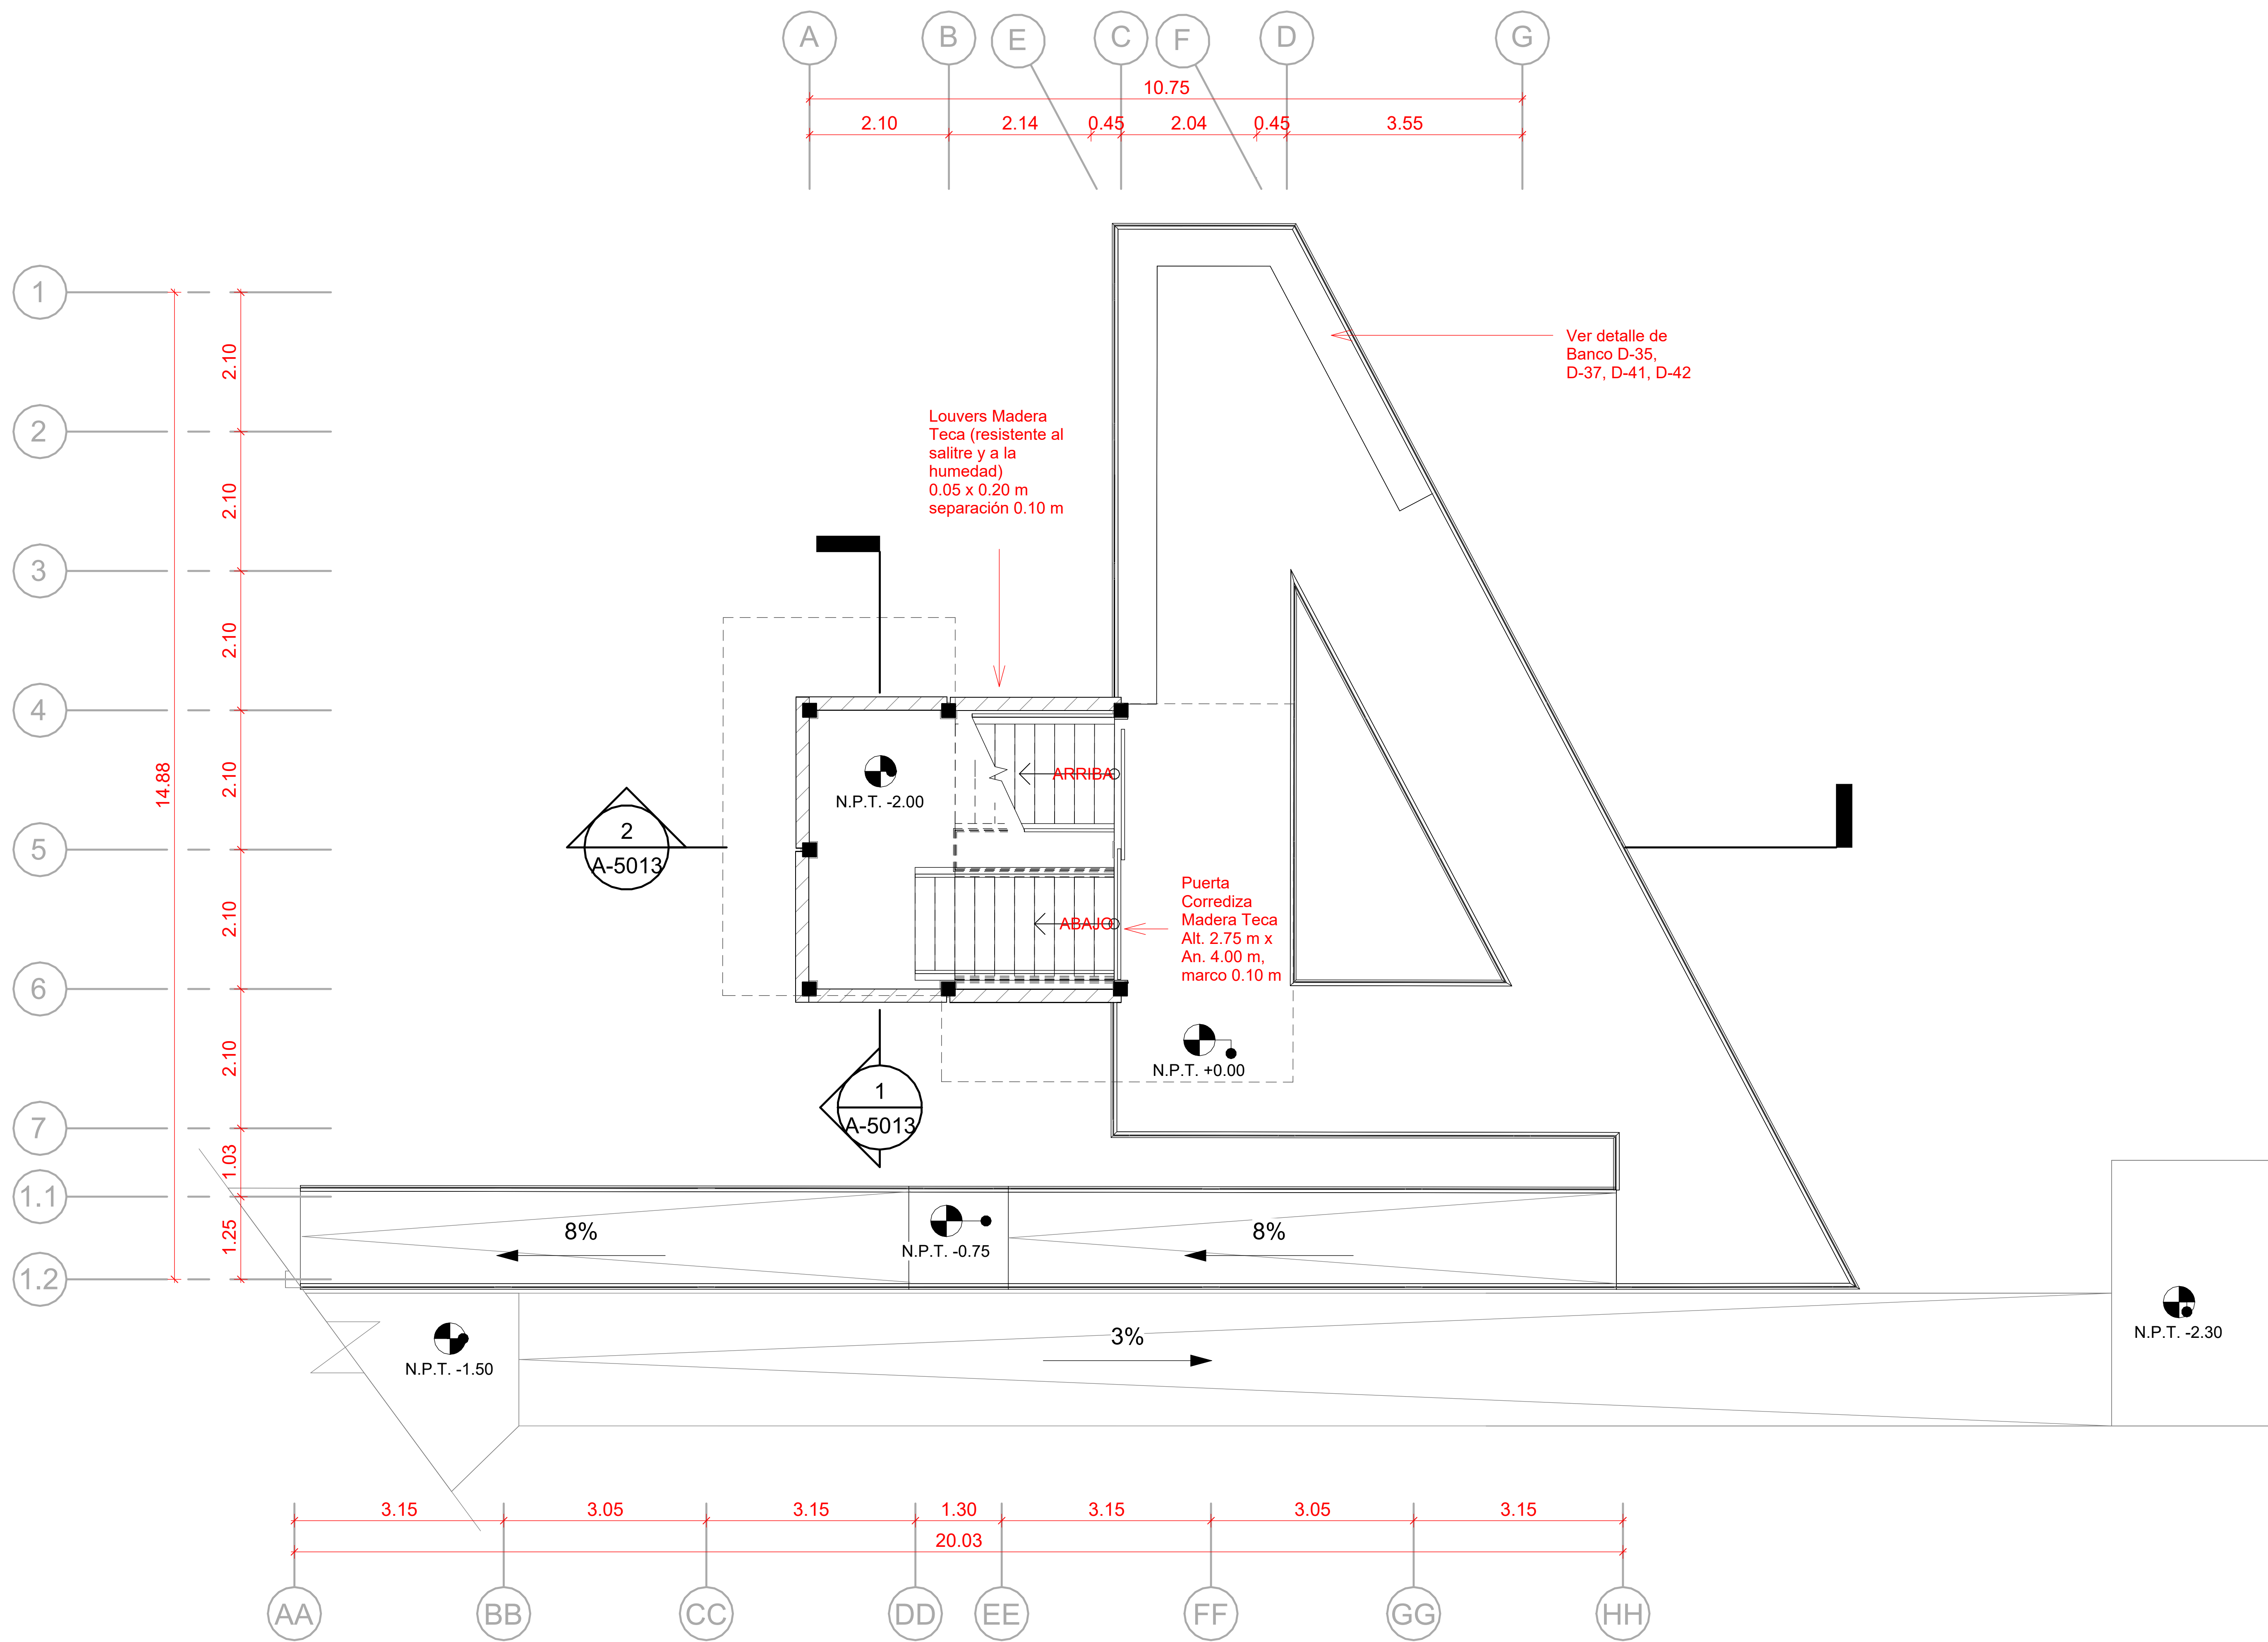 A B E C F D G
10.75
2.10 2.14 0.45 2.04 0.45 3.55
1
2
3
4
5
6
7
1.1
1.2
2.10
2.10
2.10
2.10
2.10
2.10
1.03
1.25
14.88
Ver detalle de
Banco D-35,
D-37, D-41, D-42
Louvers Madera
Teca (resistente al
salitre y a la
humedad)
0.05 x 0.20 m
separación 0.10 m
N.P.T. -2.00
ARRIBA
2
A-5013
ABAJO
Puerta
Corrediza
Madera Teca
Alt. 2.75 m x
An. 4.00 m,
marco 0.10 m
N.P.T. +0.00
1
A-5013
8%
N.P.T. -0.75
8%
N.P.T. -1.50
3%
N.P.T. -2.30
3.15 3.05 3.15 1.30 3.15 3.05 3.15
20.03
AA BB CC DD EE FF GG HH